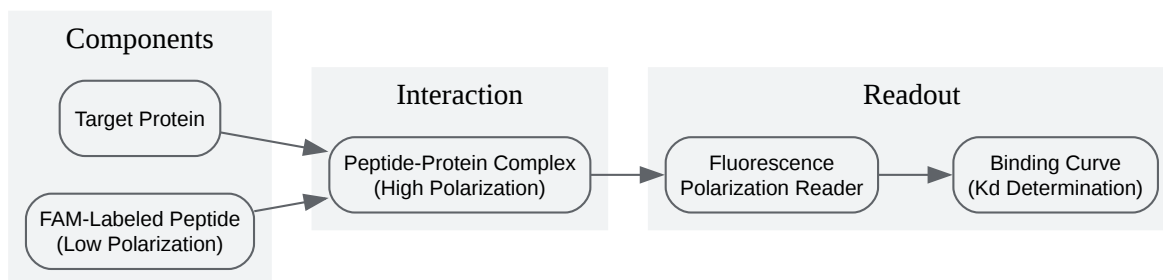 Components
Target Protein
FAM-Labeled Peptide
(Low Polarization)
Interaction
Peptide-Protein Complex
(High Polarization)
Readout
Fluorescence
Polarization Reader
Binding Curve
(Kd Determination)